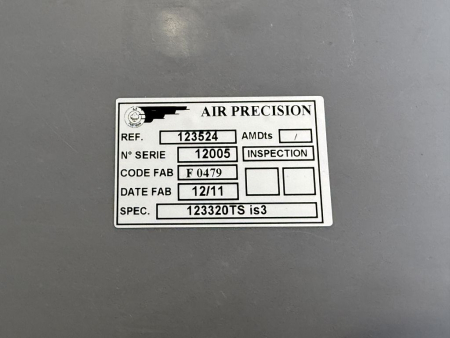 AIR PRECISION
REF. 123524 AMDts /
N° SERIE 12005 INSPECTION
CODE FAB F 0479
DATE FAB 12/11
SPEC. 123320TS is3